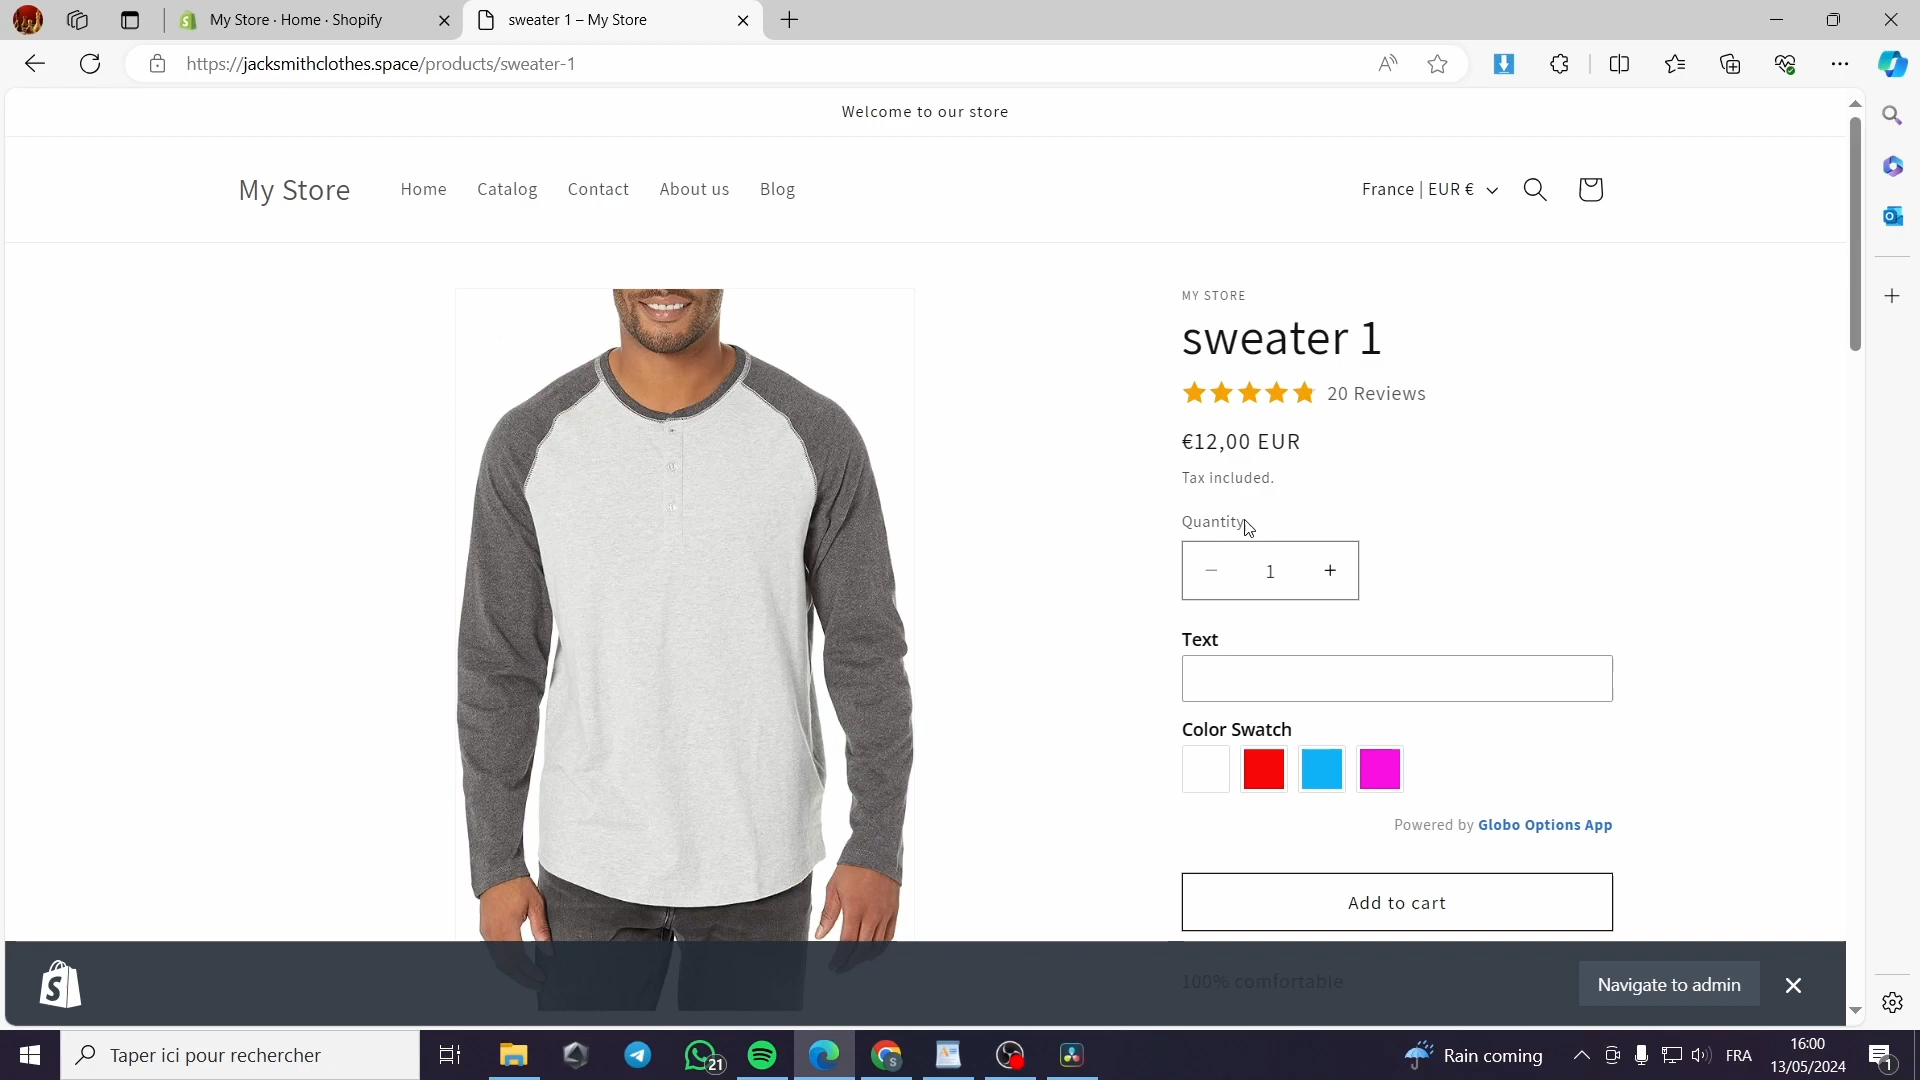 My Store · Home · Shopify
sweater 1 – My Store
https://jacksmithclothes.space/products/sweater-1
Welcome to our store
My Store
Home
Catalog
Contact
About us
Blog
France | EUR €
MY STORE
sweater 1
20 Reviews
€12,00 EUR
Tax included.
Quantity
1
Text
Color Swatch
Powered by Globo Options App
Add to cart
100% comfortable
Navigate to admin
Taper ici pour rechercher
21
Rain coming
FRA
16:00
13/05/2024
1